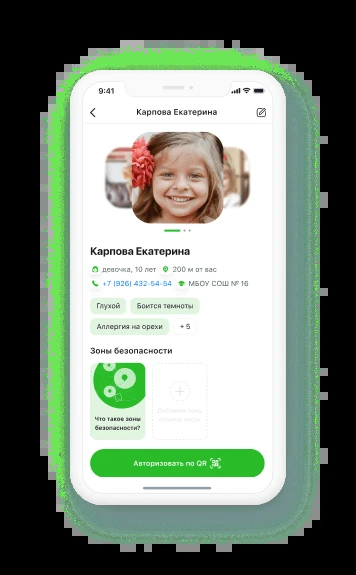 9:41
Карпова Екатерина
Карпова Екатерина
девочка, 10 лет 200 м от вас
+7 (926) 432-54-54 МБОУ СОШ № 16
Глухой Боится темноты
Аллергия на орехи + 5
Зоны безопасности
Что такое зоны
безопасности?
Добавить зону
безопасности
Авторизовать по QR